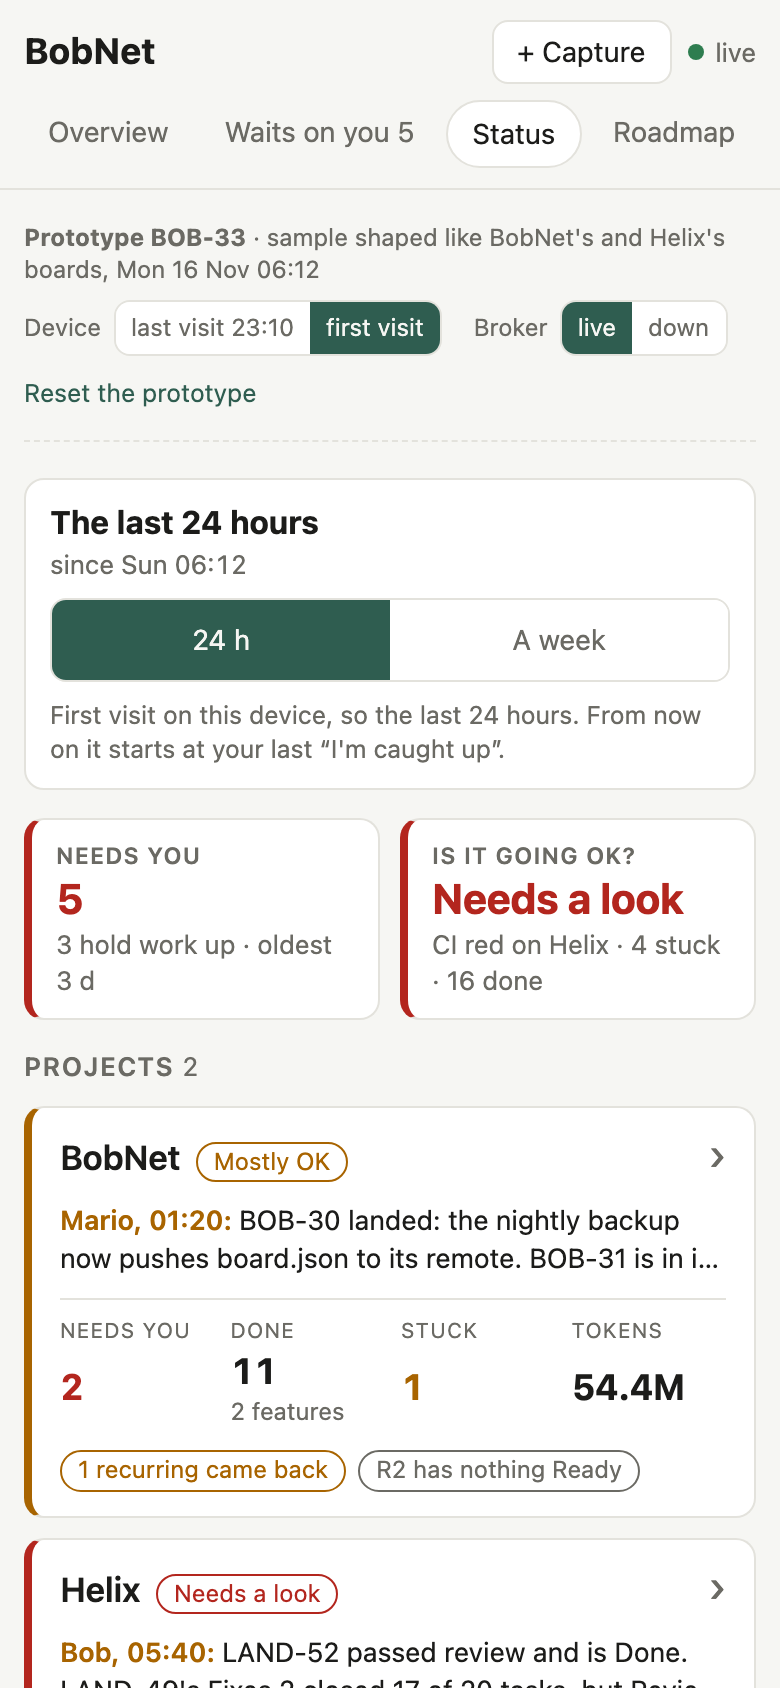 BobNet
+ Capture
live
Overview
Waits on you 5
Status
Roadmap
Prototype BOB-33 · sample shaped like BobNet's and Helix's
boards, Mon 16 Nov 06:12
Device
last visit 23:10
first visit
Broker
live
down
Reset the prototype
The last 24 hours
since Sun 06:12
24 h
A week
First visit on this device, so the last 24 hours. From now
on it starts at your last “I'm caught up”.
NEEDS YOU
5
3 hold work up · oldest
3 d
IS IT GOING OK?
Needs a look
CI red on Helix · 4 stuck
· 16 done
PROJECTS 2
BobNet
Mostly OK
Mario, 01:20: BOB-30 landed: the nightly backup
now pushes board.json to its remote. BOB-31 is in i…
NEEDS YOU
2
DONE
11
2 features
STUCK
1
TOKENS
54.4M
1 recurring came back
R2 has nothing Ready
Helix
Needs a look
Bob, 05:40: LAND-52 passed review and is Done.